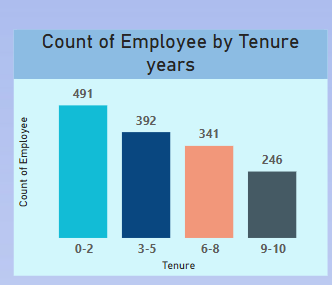 Count of Employee by Tenure
years
491
392
341
246
Count of Employee
0-2
3-5
6-8
9-10
Tenure